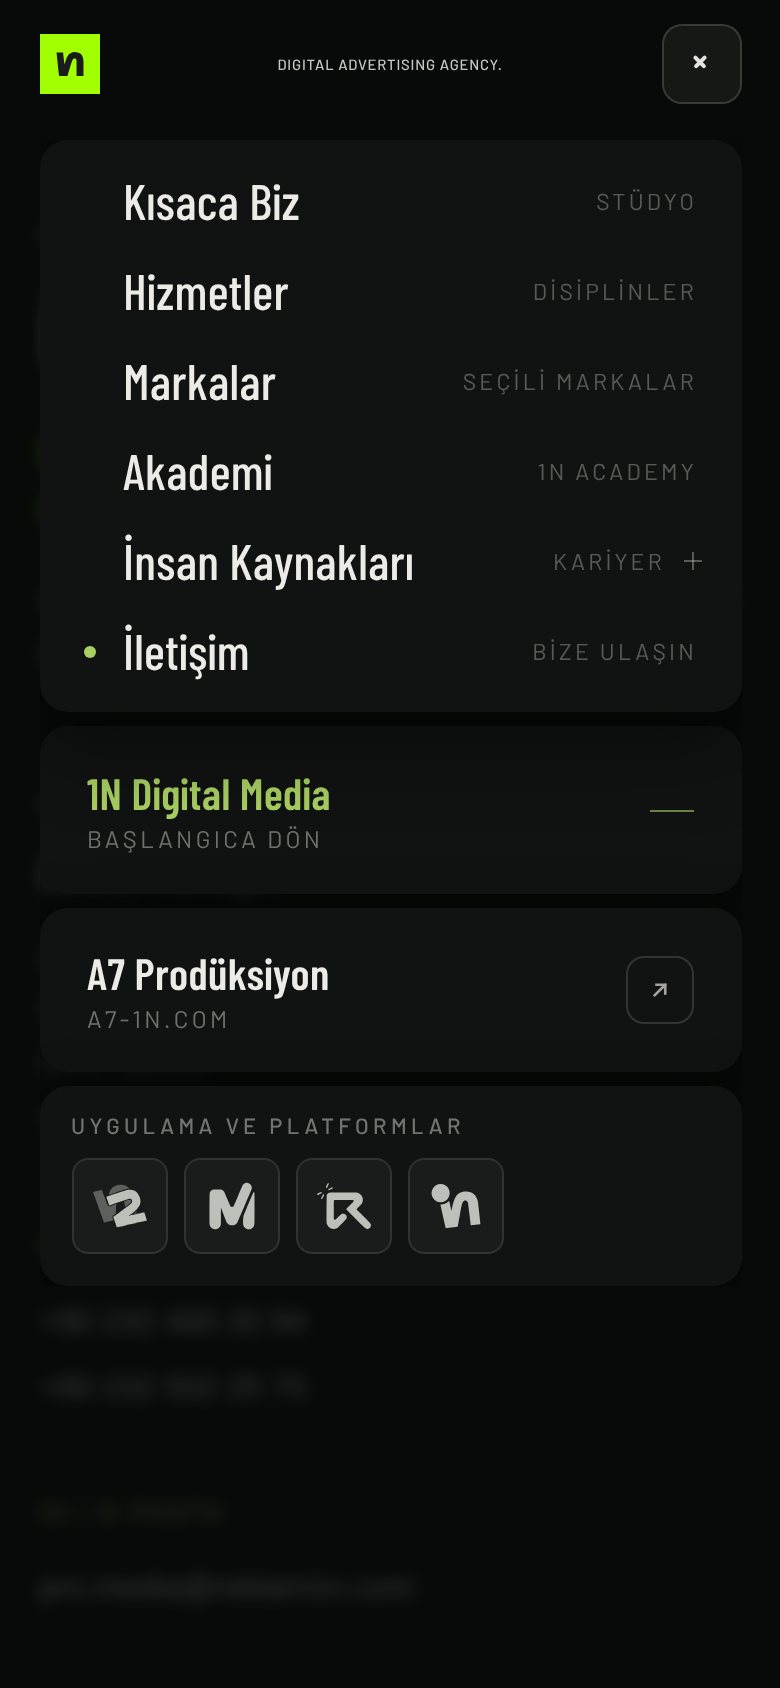 n
DIGITAL ADVERTISING AGENCY.
Kısaca Biz STÜDYO
Hizmetler DİSİPLİNLER
Markalar SEÇİLİ MARKALAR
Akademi 1N ACADEMY
İnsan Kaynakları KARİYER +
İletişim BİZE ULAŞIN
1N Digital Media
BAŞLANGICA DÖN
A7 Prodüksiyon
A7-1N.COM
UYGULAMA VE PLATFORMLAR